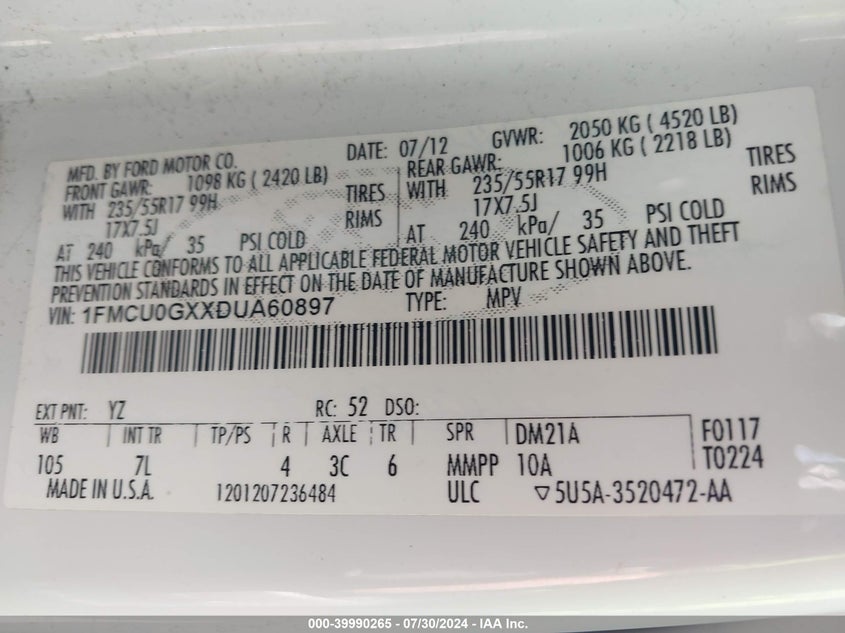 MFD. BY FORD MOTOR CO. DATE: 07/12 GVWR: 2050 KG ( 4520 LB)
FRONT GAWR: 1098 KG ( 2420 LB) REAR GAWR: 1006 KG ( 2218 LB)
WITH 235/55R17 99H TIRES WITH 235/55R17 99H TIRES
17X7.5J RIMS 17X7.5J RIMS
AT 240 kPa/ 35 PSI COLD AT 240 kPa/ 35 PSI COLD
THIS VEHICLE CONFORMS TO ALL APPLICABLE FEDERAL MOTOR VEHICLE SAFETY AND THEFT
PREVENTION STANDARDS IN EFFECT ON THE DATE OF MANUFACTURE SHOWN ABOVE.
VIN: 1FMCU0GXXDUA60897 TYPE: MPV
EXT PNT: YZ RC: 52 DSO:
WB INT TR TP/PS R AXLE TR SPR DM21A F0117
105 7L 4 3C 6 MMPP 10A T0224
MADE IN U.S.A. 1201207236484 ULC ▽5U5A-3520472-AA
000-39990265 - 07/30/2024 - IAA Inc.